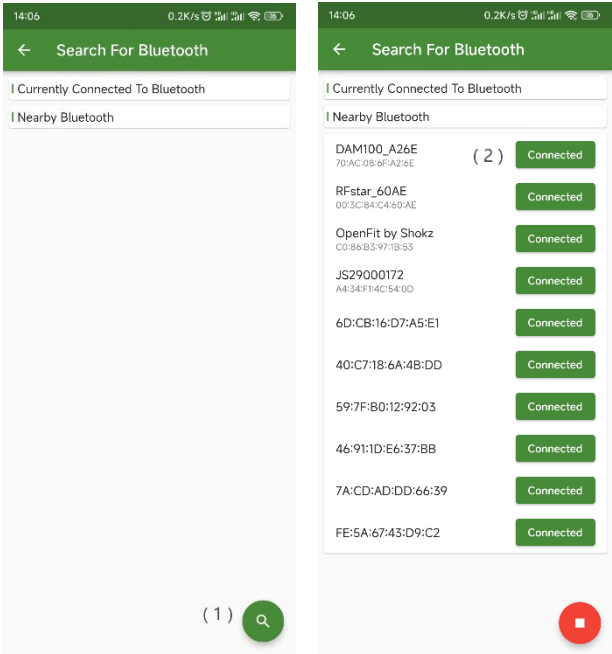 14:06
0.2K/s
Search For Bluetooth
Currently Connected To Bluetooth
Nearby Bluetooth
(1)
14:06
0.2K/s
Search For Bluetooth
Currently Connected To Bluetooth
Nearby Bluetooth
DAM100_A26E
70:AC:08:6F:A2:6E
(2)
Connected
RFstar_60AE
00:3C:84:C4:60:AE
Connected
OpenFit by Shokz
C0:86:B3:97:1B:53
Connected
JS29000172
A4:34:F1:4C:54:0D
Connected
6D:CB:16:D7:A5:E1
Connected
40:C7:18:6A:4B:DD
Connected
59:7F:B0:12:92:03
Connected
46:91:1D:E6:37:BB
Connected
7A:CD:AD:DD:66:39
Connected
FE:5A:67:43:D9:C2
Connected